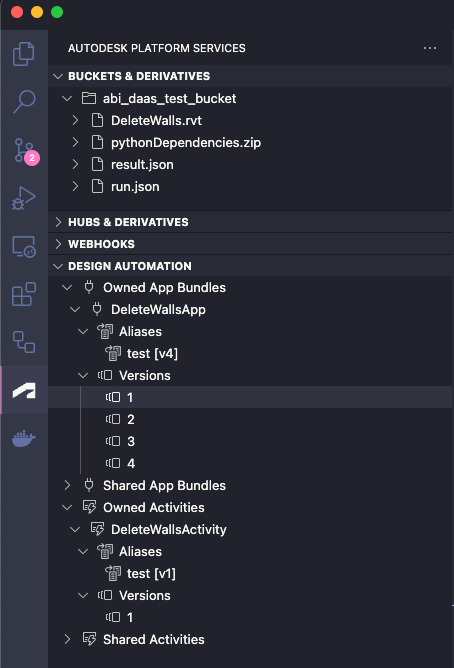 AUTODESK PLATFORM SERVICES
BUCKETS & DERIVATIVES
abi_daas_test_bucket
DeleteWalls.rvt
pythonDependencies.zip
result.json
2
run.json
HUBS & DERIVATIVES
WEBHOOKS
DESIGN AUTOMATION
Owned App Bundles
DeleteWallsApp
Aliases
test [v4]
Versions
1
2
3
4
Shared App Bundles
Owned Activities
DeleteWallsActivity
Aliases
test [v1]
Versions
1
Shared Activities